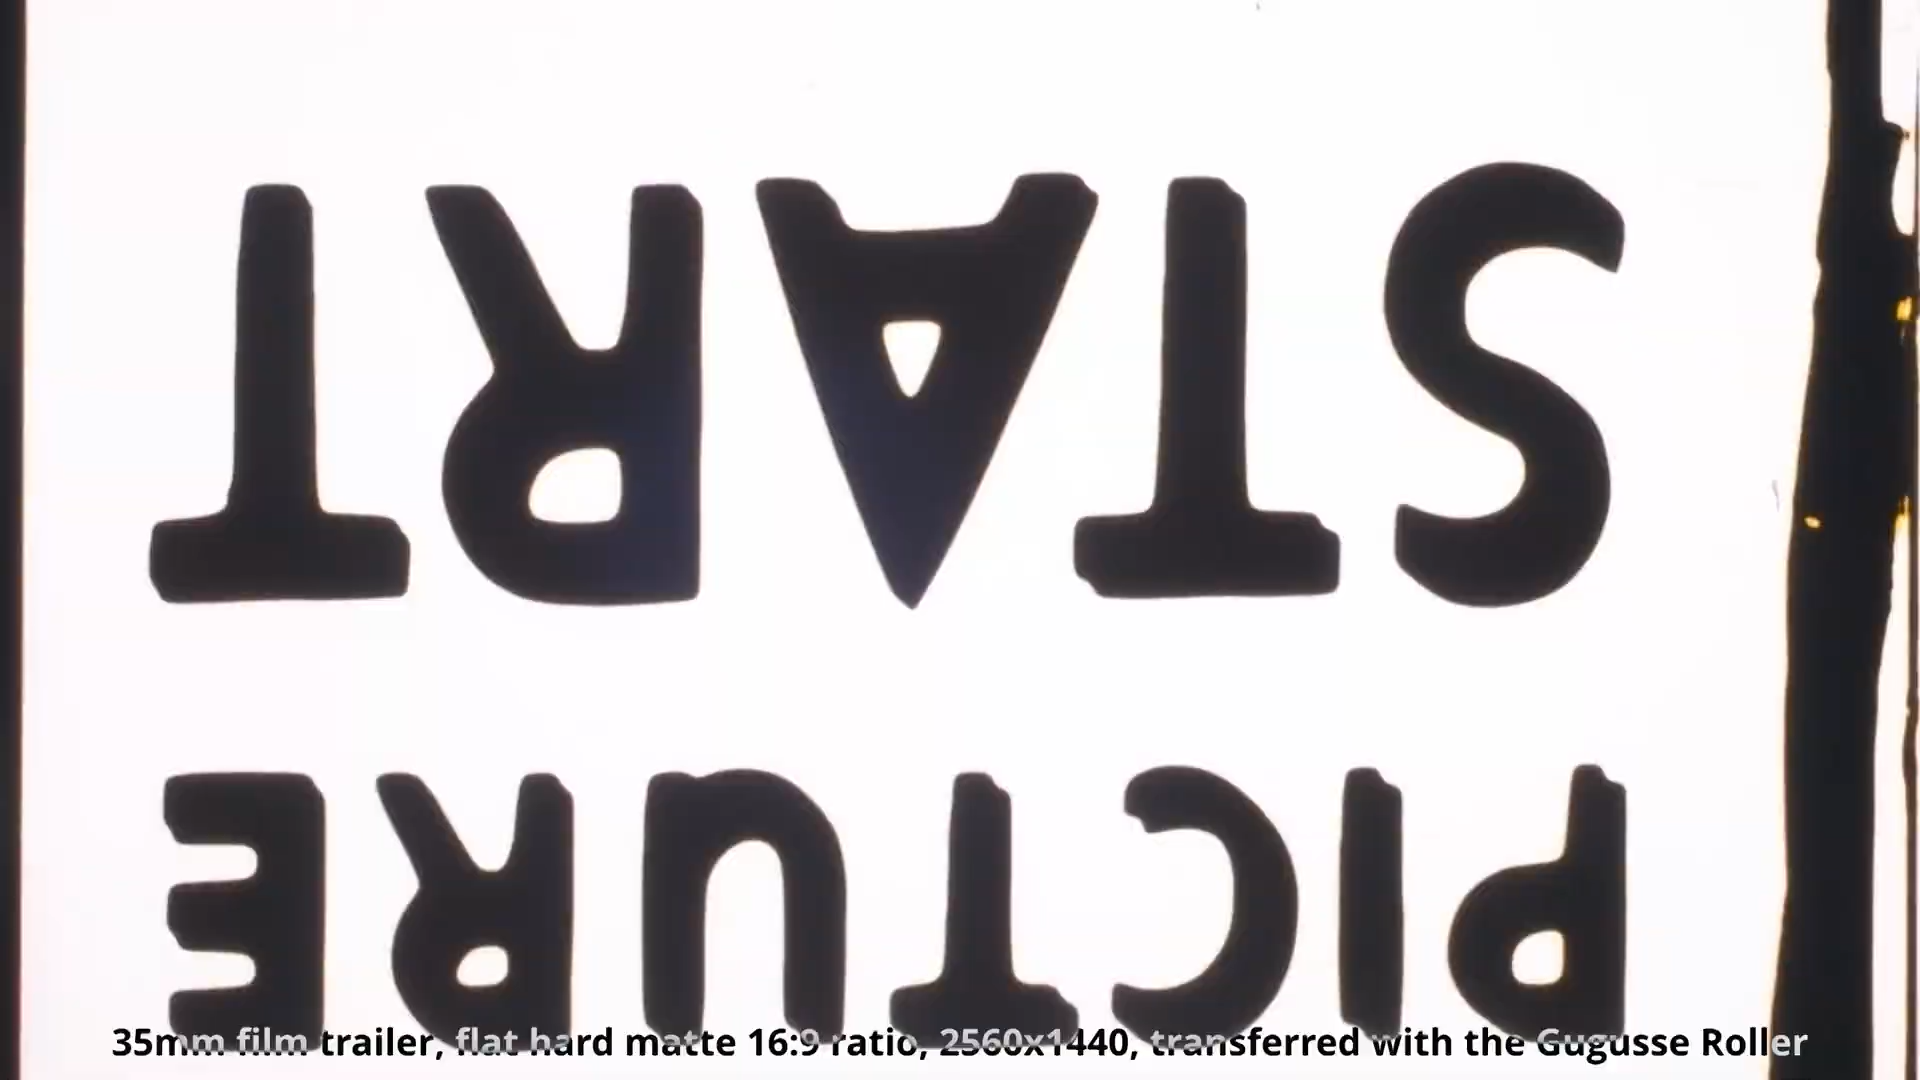 PICTURE
START
35mm film trailer, flat hard matte 16:9 ratio, 2560x1440, transferred with the Gugusse Roller